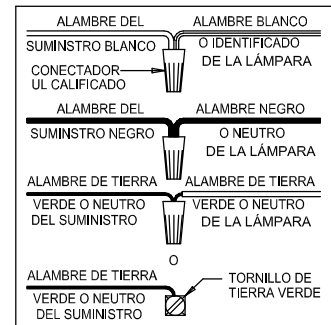 ALAMBRE DEL
ALAMBRE BLANCO
SUMINSTRO BLANCO
O IDENTIFICADO
DE LA LÁMPARA
CONECTADOR
UL CALIFICADO
ALAMBRE DEL
ALAMBRE NEGRO
SUMINSTRO NEGRO
O NEUTRO
DE LA LÁMPARA
ALAMBRE DE TIERRA
ALAMBRE DE TIERRA
VERDE O NEUTRO
DEL SUMINISTRO
VERDE O NEUTRO
DE LA LÁMPARA
O
ALAMBRE DE TIERRA
VERDE O NEUTRO
DEL SUMINISTRO
TORNILLO DE
TIERRA VERDE